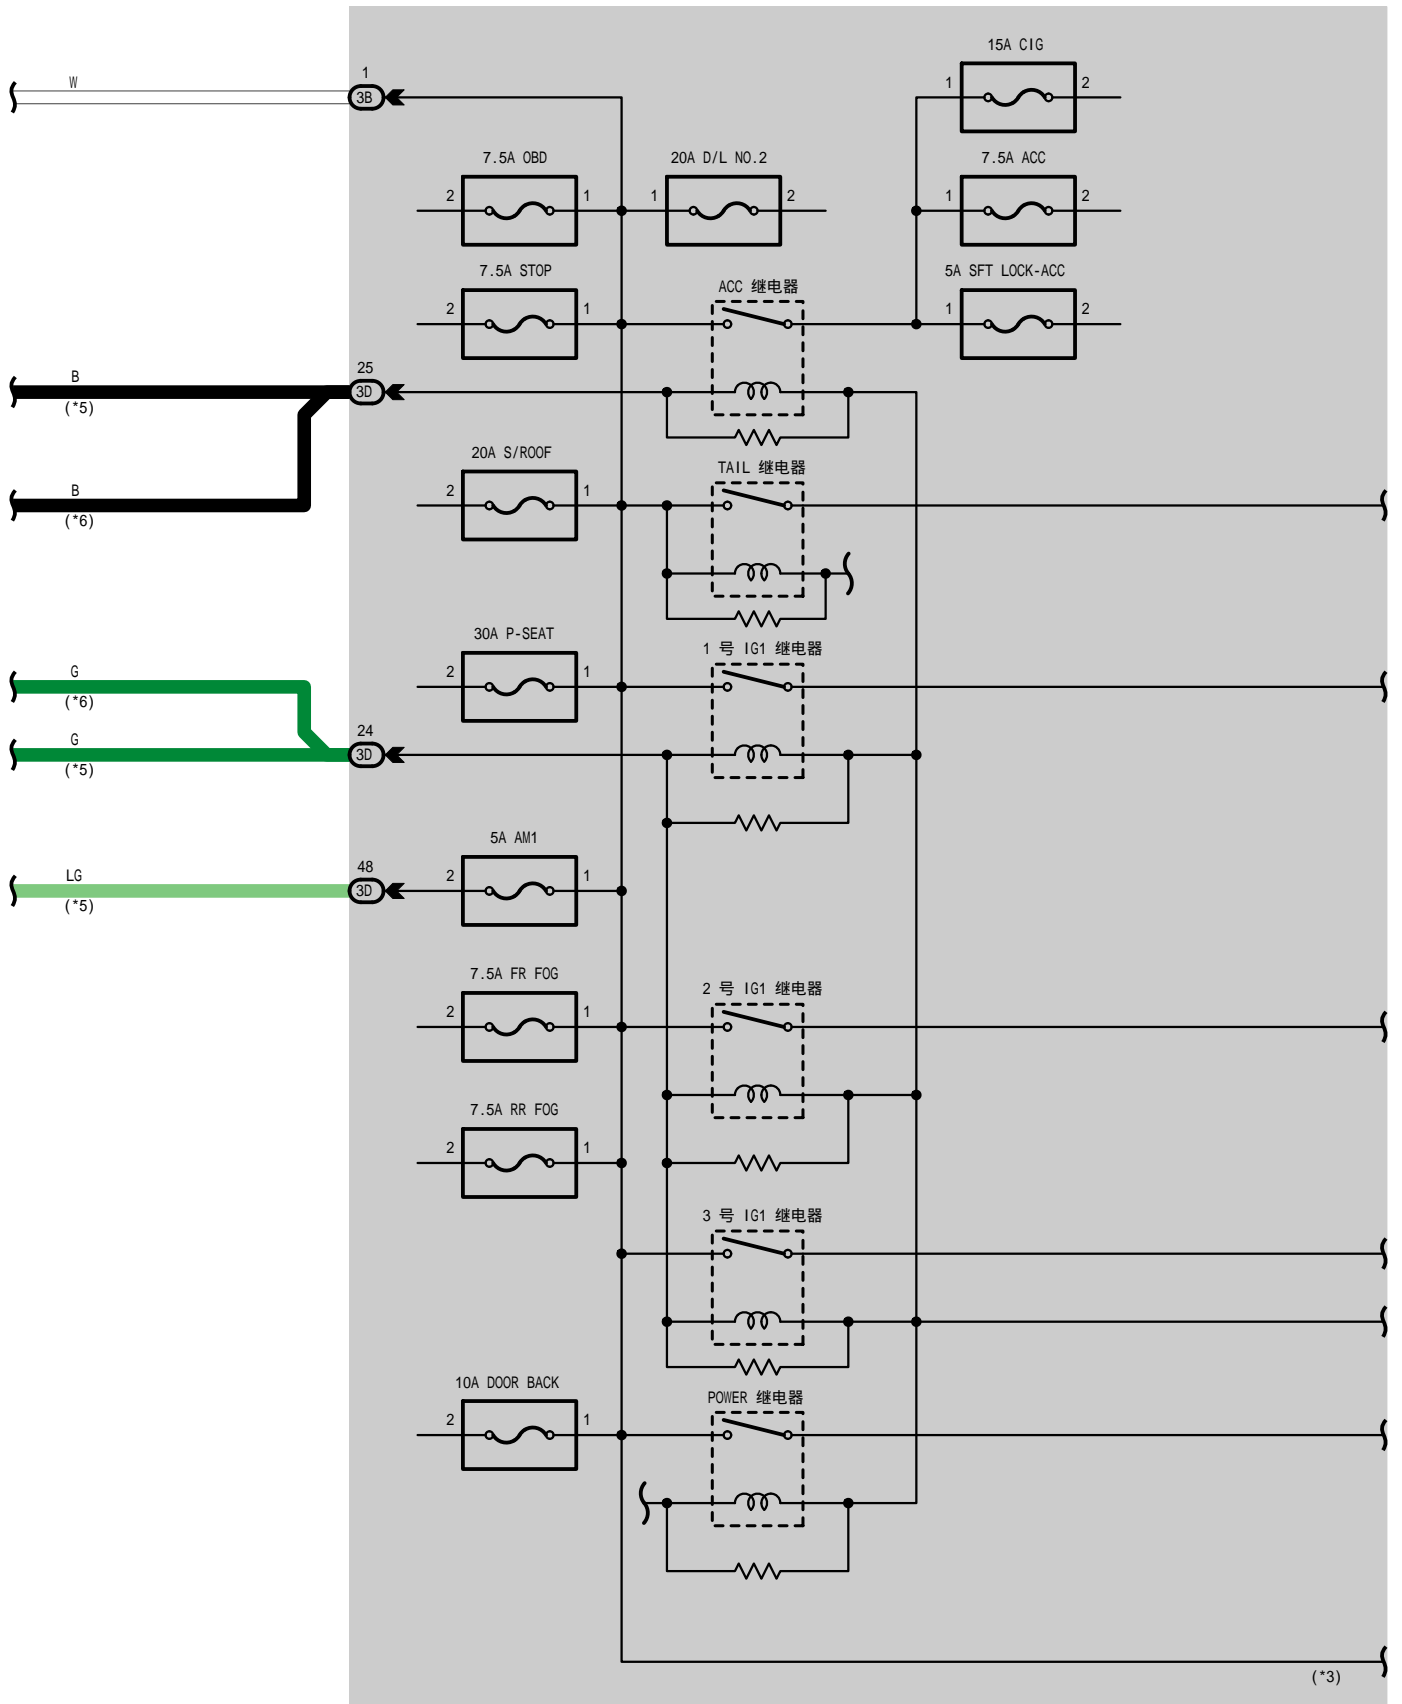 15A CIG
1
W
3B
1
2
7.5A OBD
20A D/L NO.2
7.5A ACC
2
1
1
2
1
2
7.5A STOP
ACC 继电器
5A SFT LOCK-ACC
2
1
1
2
25
B
3D
(*5)
20A S/ROOF
TAIL 继电器
B
2
1
(*6)
30A P-SEAT
1 号 IG1 继电器
G
2
1
(*6)
24
G
3D
(*5)
5A AM1
48
LG
3D
2
1
(*5)
7.5A FR FOG
2 号 IG1 继电器
2
1
7.5A RR FOG
2
1
3 号 IG1 继电器
10A DOOR BACK
POWER 继电器
2
1
(*3)